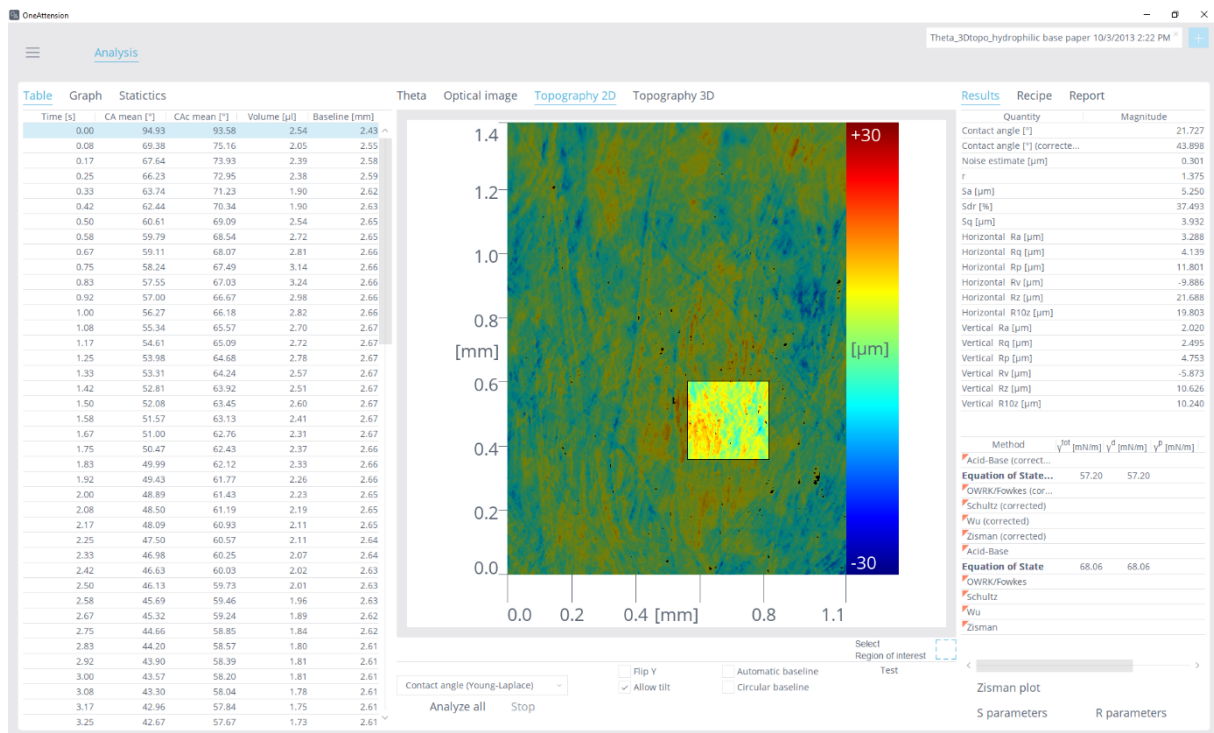 OneAttension
Theta_3Dtopo_hydrophilic base paper 10/3/2013 2:22 PM
Analysis
Table Graph Statictics
Time [s] CA mean [°] CAc mean [°] Volume [µl] Baseline [mm]
0.00 94.93 93.58 2.54 2.43
0.08 69.38 75.16 2.05 2.55
0.17 67.64 73.93 2.39 2.58
0.25 66.23 72.95 2.38 2.59
0.33 63.74 71.23 1.90 2.62
0.42 62.44 70.34 1.90 2.63
0.50 60.61 69.09 2.54 2.65
0.58 59.79 68.54 2.72 2.65
0.67 59.11 68.07 2.81 2.66
0.75 58.24 67.49 3.14 2.66
0.83 57.55 67.03 3.24 2.66
0.92 57.00 66.67 2.98 2.66
1.00 56.27 66.18 2.82 2.66
1.08 55.34 65.57 2.70 2.67
1.17 54.61 65.09 2.72 2.67
1.25 53.98 64.68 2.78 2.67
1.33 53.31 64.24 2.57 2.67
1.42 52.81 63.92 2.51 2.67
1.50 52.08 63.45 2.60 2.67
1.58 51.57 63.13 2.41 2.67
1.67 51.00 62.76 2.31 2.67
1.75 50.47 62.43 2.37 2.66
1.83 49.99 62.12 2.33 2.66
1.92 49.43 61.77 2.26 2.66
2.00 48.89 61.43 2.23 2.65
2.08 48.50 61.19 2.19 2.65
2.17 48.09 60.93 2.11 2.65
2.25 47.50 60.57 2.11 2.64
2.33 46.98 60.25 2.07 2.64
2.42 46.63 60.03 2.02 2.63
2.50 46.13 59.73 2.01 2.63
2.58 45.69 59.46 1.96 2.63
2.67 45.32 59.24 1.89 2.62
2.75 44.66 58.85 1.84 2.62
2.83 44.20 58.57 1.80 2.61
2.92 43.90 58.39 1.81 2.61
3.00 43.57 58.20 1.81 2.61
3.08 43.30 58.04 1.78 2.61
3.17 42.96 57.84 1.75 2.61
3.25 42.67 57.67 1.73 2.61
Theta Optical image Topography 2D Topography 3D
1.4
1.2
1.0
0.8
[mm]
0.6
0.4
0.2
0.0
0.0 0.2 0.4 [mm] 0.8 1.1
+30
[µm]
-30
Select
Region of interest
Flip Y Automatic baseline Test
Contact angle (Young-Laplace) Allow tilt Circular baseline
Analyze all Stop
Results Recipe Report
Quantity Magnitude
Contact angle [°] 21.727
Contact angle [°] (correcte... 43.898
Noise estimate [µm] 0.301
r 1.375
Sa [µm] 5.250
Sdr [%] 37.493
Sq [µm] 3.932
Horizontal Ra [µm] 3.288
Horizontal Rq [µm] 4.139
Horizontal Rp [µm] 11.801
Horizontal Rv [µm] -9.886
Horizontal Rz [µm] 21.688
Horizontal R10z [µm] 19.803
Vertical Ra [µm] 2.020
Vertical Rq [µm] 2.495
Vertical Rp [µm] 4.753
Vertical Rv [µm] -5.873
Vertical Rz [µm] 10.626
Vertical R10z [µm] 10.240
Method γtot [mN/m] γd [mN/m] γp [mN/m]
Acid-Base (correct...
Equation of State... 57.20 57.20
OWRK/Fowkes (cor...
Schultz (corrected)
Wu (corrected)
Zisman (corrected)
Acid-Base
Equation of State 68.06 68.06
OWRK/Fowkes
Schultz
Wu
Zisman
Zisman plot
S parameters R parameters